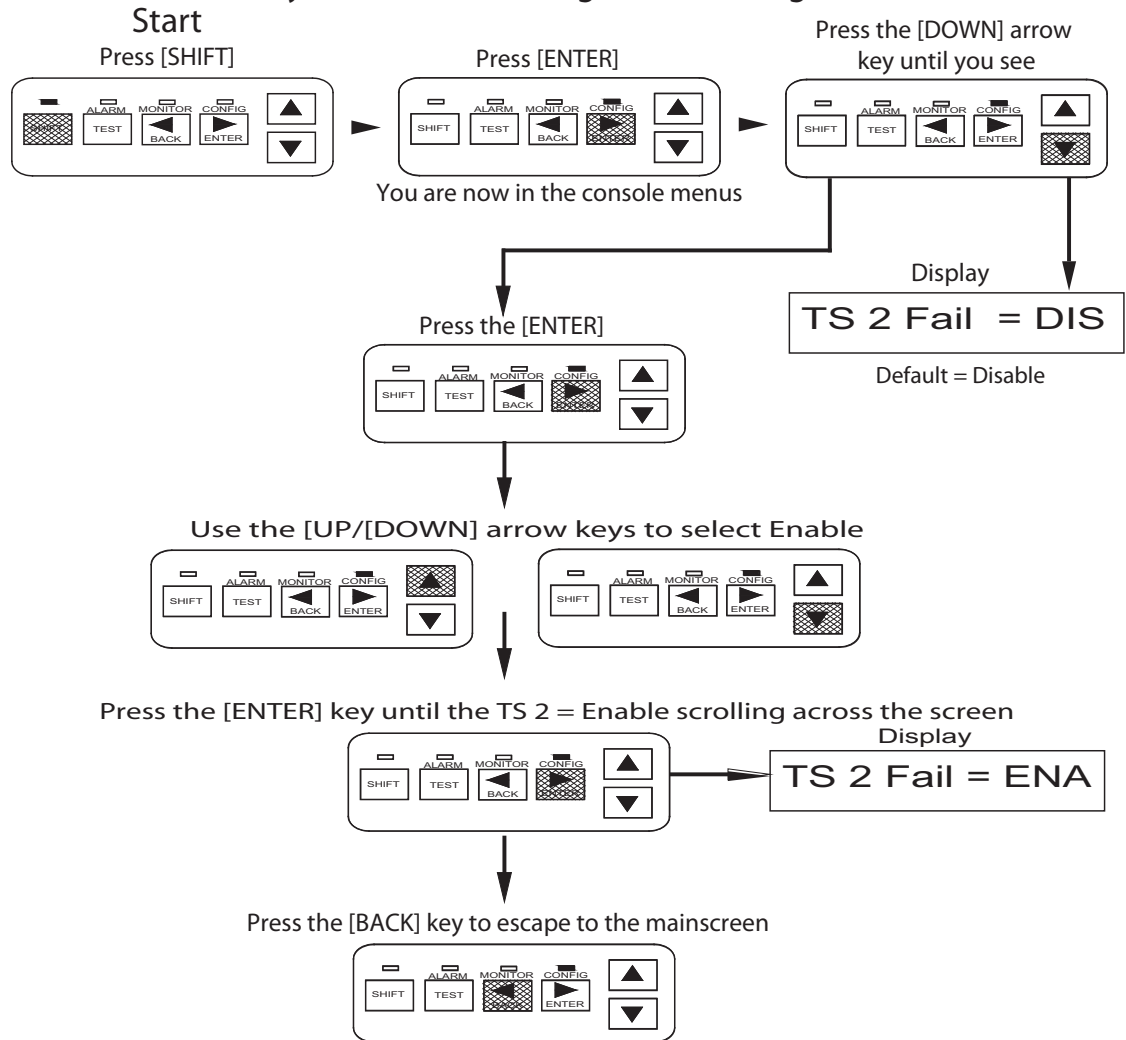 Start
Press [SHIFT]
ALARM MONITOR CONFIG
SHIFT TEST BACK ENTER
Press [ENTER]
ALARM MONITOR CONFIG
SHIFT TEST BACK ENTER
You are now in the console menus
Press the [DOWN] arrow
key until you see
ALARM MONITOR CONFIG
SHIFT TEST BACK ENTER
Display
TS 2 Fail = DIS
Default = Disable
Press the [ENTER]
ALARM MONITOR CONFIG
SHIFT TEST BACK ENTER
Use the [UP/[DOWN] arrow keys to select Enable
ALARM MONITOR CONFIG
SHIFT TEST BACK ENTER
ALARM MONITOR CONFIG
SHIFT TEST BACK ENTER
Press the [ENTER] key until the TS 2 = Enable scrolling across the screen
ALARM MONITOR CONFIG
SHIFT TEST BACK ENTER
Display
TS 2 Fail = ENA
Press the [BACK] key to escape to the mainscreen
ALARM MONITOR CONFIG
SHIFT TEST BACK ENTER